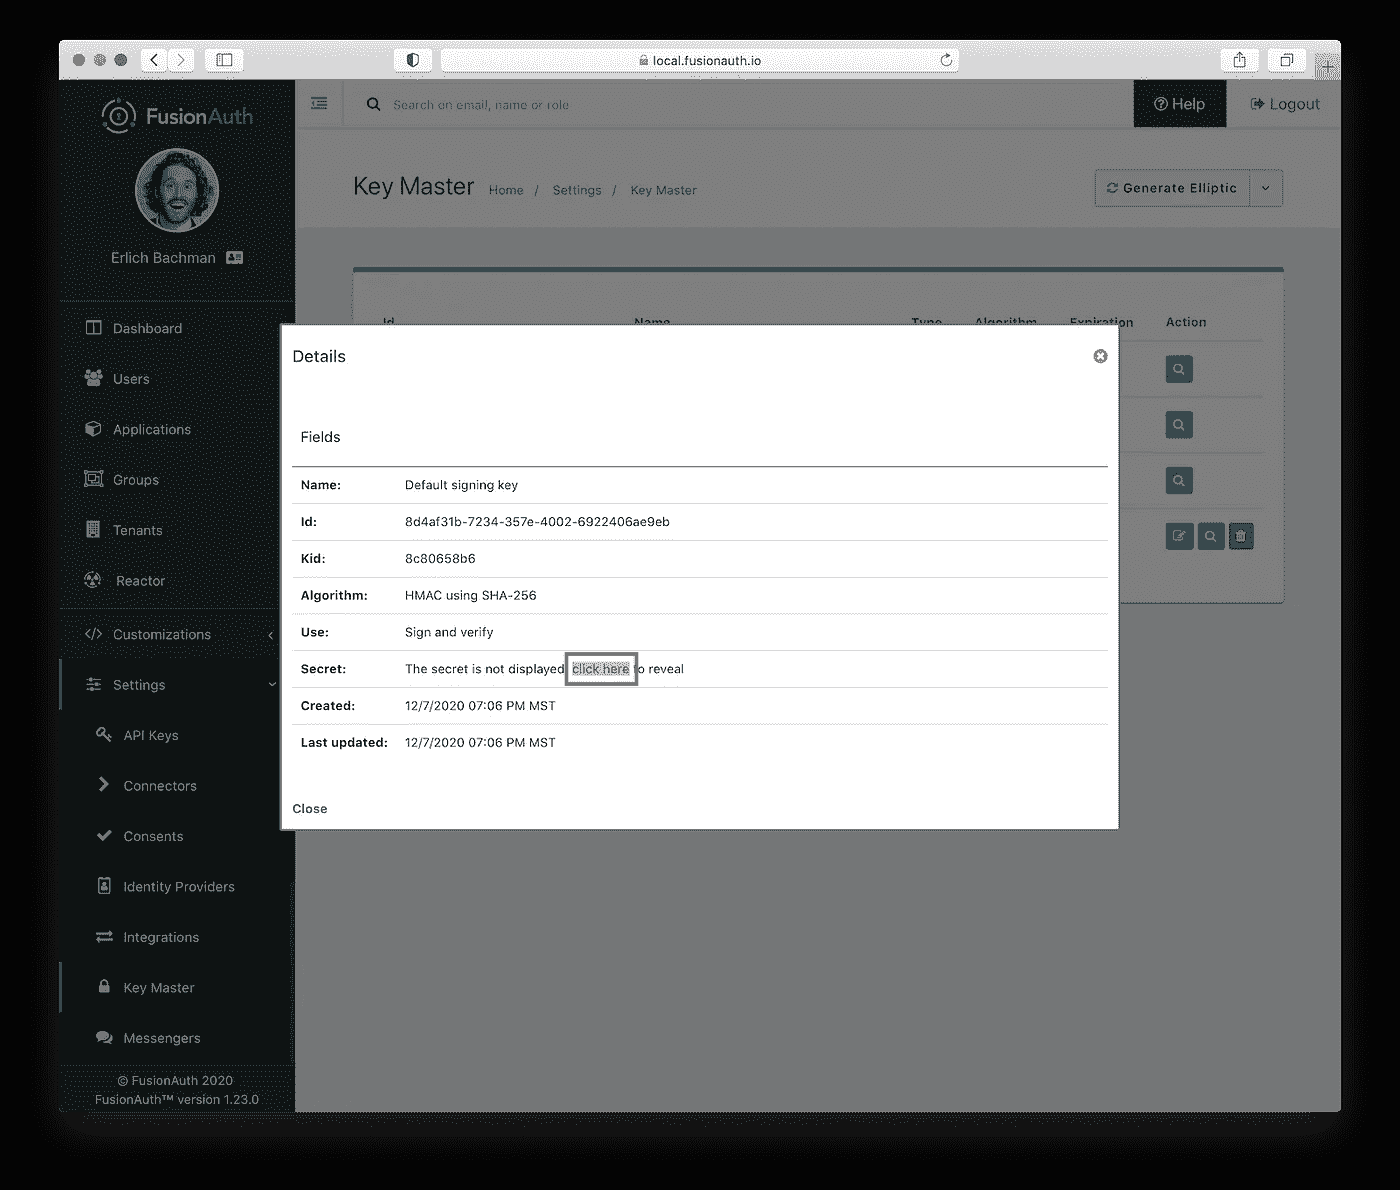 local.fusionauth.io
FusionAuth
Search on email, name or role
Help
Logout
Erlich Bachman
Key Master
Home / Settings / Key Master
Generate Elliptic
Dashboard
Users
Applications
Groups
Tenants
Reactor
Customizations
Settings
API Keys
Connectors
Consents
Identity Providers
Integrations
Key Master
Messengers
© FusionAuth 2020
FusionAuth™ version 1.23.0
Id Name Type Algorithm Expiration Action
Details
Fields
Name: Default signing key
Id: 8d4af31b-7234-357e-4002-6922406ae9eb
Kid: 8c80658b6
Algorithm: HMAC using SHA-256
Use: Sign and verify
Secret: The secret is not displayed click here to reveal
Created: 12/7/2020 07:06 PM MST
Last updated: 12/7/2020 07:06 PM MST
Close